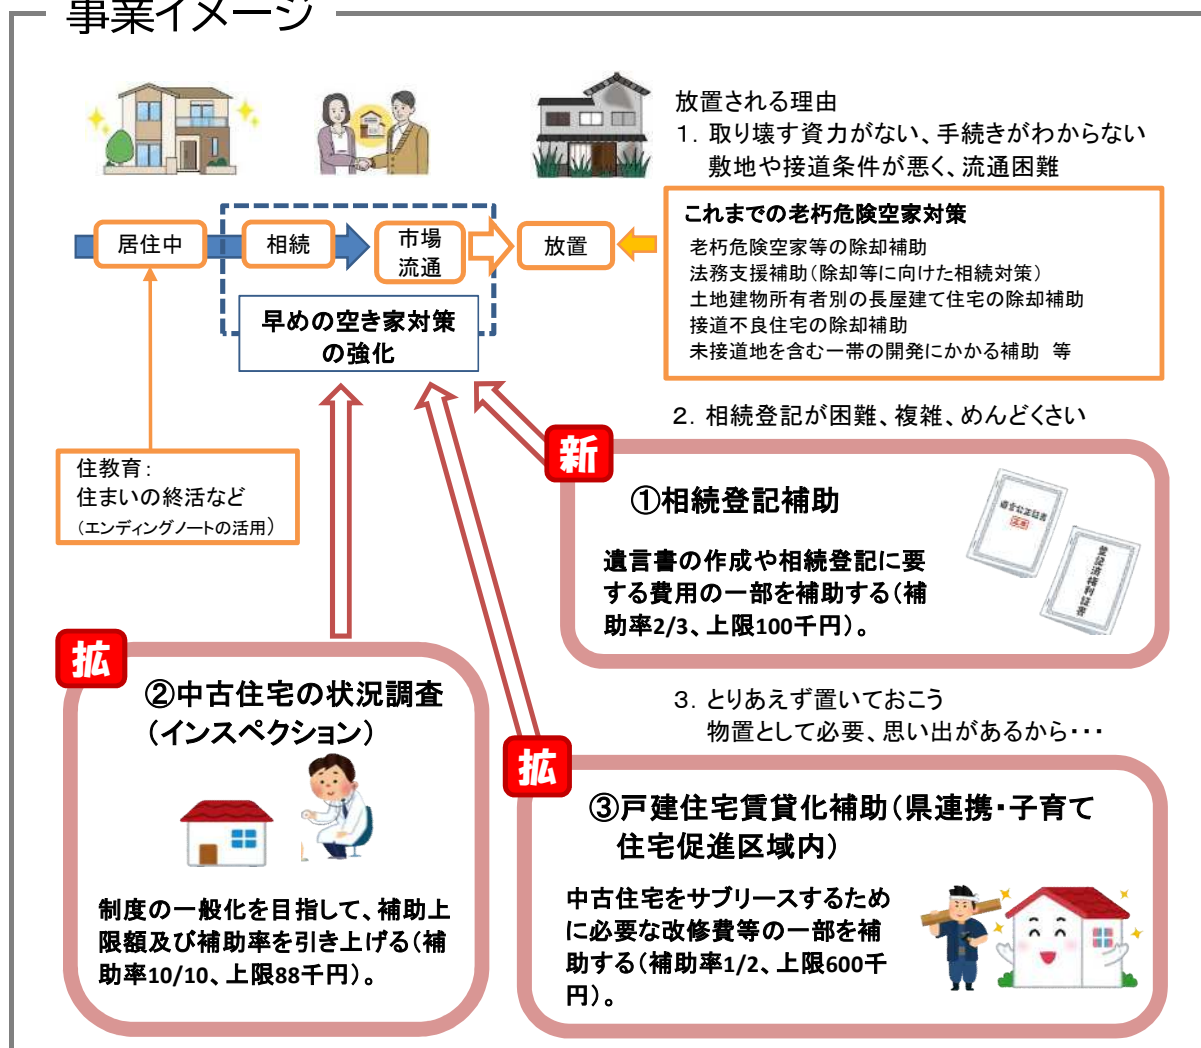 事業イメージ
放置される理由
1．取り壊す資力がない、手続きがわからない
敷地や接道条件が悪く、流通困難
居住中
相続
市場
流通
放置
早めの空き家対策
の強化
これまでの老朽危険空家対策
老朽危険空家等の除却補助
法務支援補助（除却等に向けた相続対策）
土地建物所有者別の長屋建て住宅の除却補助
接道不良住宅の除却補助
未接道地を含む一帯の開発にかかる補助　等
住教育：
住まいの終活など
（エンディングノートの活用）
2．相続登記が困難、複雑、めんどくさい
新
①相続登記補助
遺言書の作成や相続登記に要
する費用の一部を補助する（補
助率2/3、上限100千円）。
遺言公正証書
正本
登記済権利証書
拡
②中古住宅の状況調査
（インスペクション）
制度の一般化を目指して、補助上
限額及び補助率を引き上げる（補
助率10/10、上限88千円）。
3．とりあえず置いておこう
物置として必要、思い出があるから・・・
拡
③戸建住宅賃貸化補助（県連携・子育て
住宅促進区域内）
中古住宅をサブリースするため
に必要な改修費等の一部を補
助する（補助率1/2、上限600千
円）。